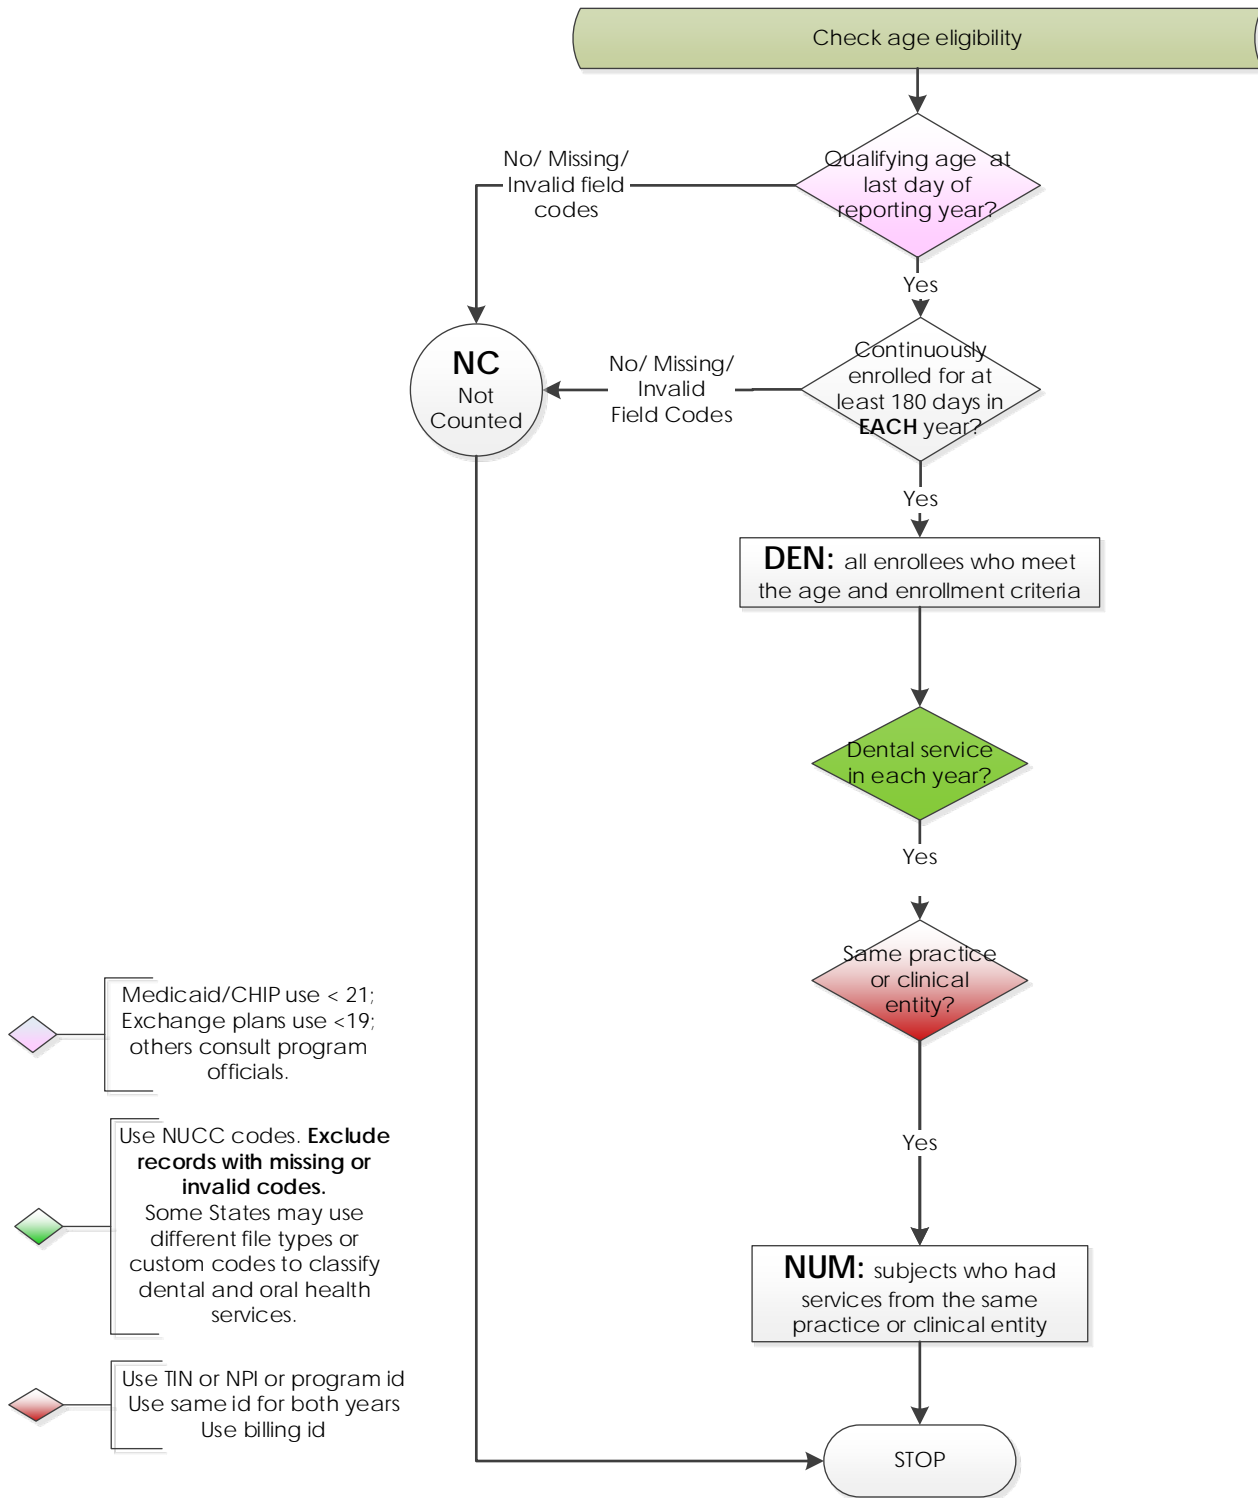 Check age eligibility
Qualifying age at
last day of
reporting year?
No/ Missing/
Invalid field
codes
Yes
NC
Not
Counted
No/ Missing/
Invalid
Field Codes
Continuously
enrolled for at
least 180 days in
EACH year?
Yes
DEN: all enrollees who meet
the age and enrollment criteria
Dental service
in each year?
Yes
Same practice
or clinical
entity?
Yes
NUM: subjects who had
services from the same
practice or clinical entity
STOP
Medicaid/CHIP use < 21;
Exchange plans use <19;
others consult program
officials.
Use NUCC codes. Exclude
records with missing or
invalid codes.
Some States may use
different file types or
custom codes to classify
dental and oral health
services.
Use TIN or NPI or program id
Use same id for both years
Use billing id